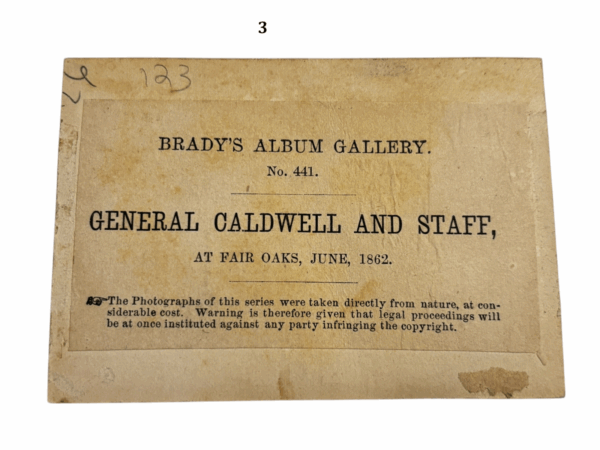 3
123
BRADY'S ALBUM GALLERY.
No. 441.
GENERAL CALDWELL AND STAFF,
AT FAIR OAKS, JUNE, 1862.
☛The Photographs of this series were taken directly from nature, at con-
siderable cost. Warning is therefore given that legal proceedings will
be at once instituted against any party infringing the copyright.